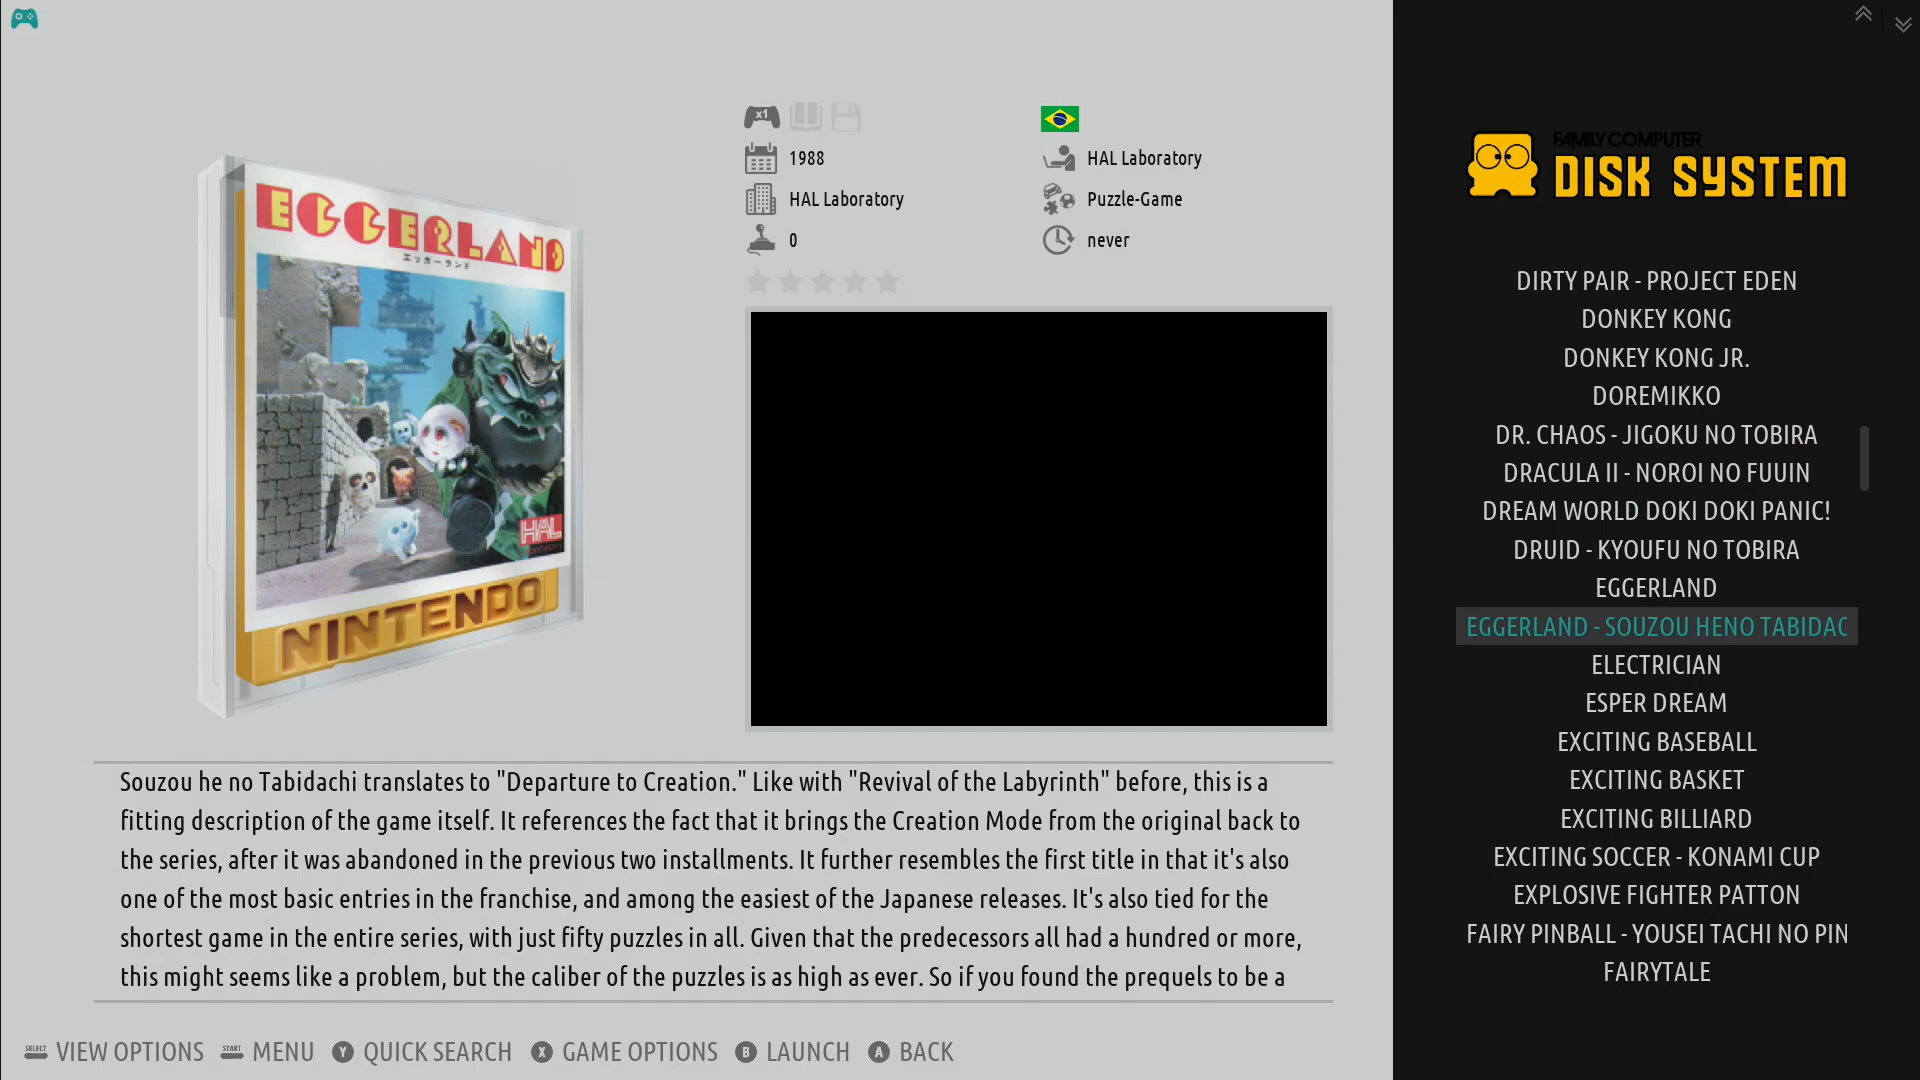 x1
1988
HAL Laboratory
HAL Laboratory
Puzzle-Game
0
never
EGGERLAND
エッガーランド
HAL
NINTENDO
Souzou he no Tabidachi translates to "Departure to Creation." Like with "Revival of the Labyrinth" before, this is a
fitting description of the game itself. It references the fact that it brings the Creation Mode from the original back to
the series, after it was abandoned in the previous two installments. It further resembles the first title in that it's also
one of the most basic entries in the franchise, and among the easiest of the Japanese releases. It's also tied for the
shortest game in the entire series, with just fifty puzzles in all. Given that the predecessors all had a hundred or more,
this might seems like a problem, but the caliber of the puzzles is as high as ever. So if you found the prequels to be a
SELECT VIEW OPTIONS START MENU Y QUICK SEARCH X GAME OPTIONS B LAUNCH A BACK
FAMILY COMPUTER
DISK SYSTEM
DIRTY PAIR - PROJECT EDEN
DONKEY KONG
DONKEY KONG JR.
DOREMIKKO
DR. CHAOS - JIGOKU NO TOBIRA
DRACULA II - NOROI NO FUUIN
DREAM WORLD DOKI DOKI PANIC!
DRUID - KYOUFU NO TOBIRA
EGGERLAND
EGGERLAND - SOUZOU HENO TABIDAC
ELECTRICIAN
ESPER DREAM
EXCITING BASEBALL
EXCITING BASKET
EXCITING BILLIARD
EXCITING SOCCER - KONAMI CUP
EXPLOSIVE FIGHTER PATTON
FAIRY PINBALL - YOUSEI TACHI NO PIN
FAIRYTALE